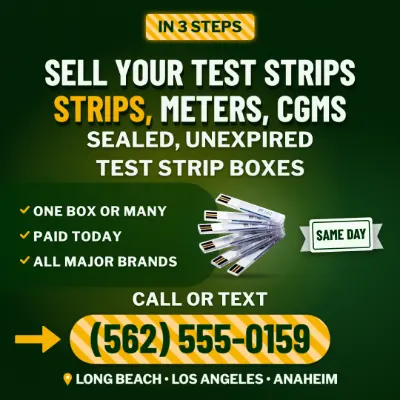 IN 3 STEPS
SELL YOUR TEST STRIPS
STRIPS, METERS, CGMS
SEALED, UNEXPIRED
TEST STRIP BOXES
ONE BOX OR MANY
PAID TODAY
ALL MAJOR BRANDS
SAME DAY
CALL OR TEXT
(562) 555-0159
LONG BEACH • LOS ANGELES • ANAHEIM